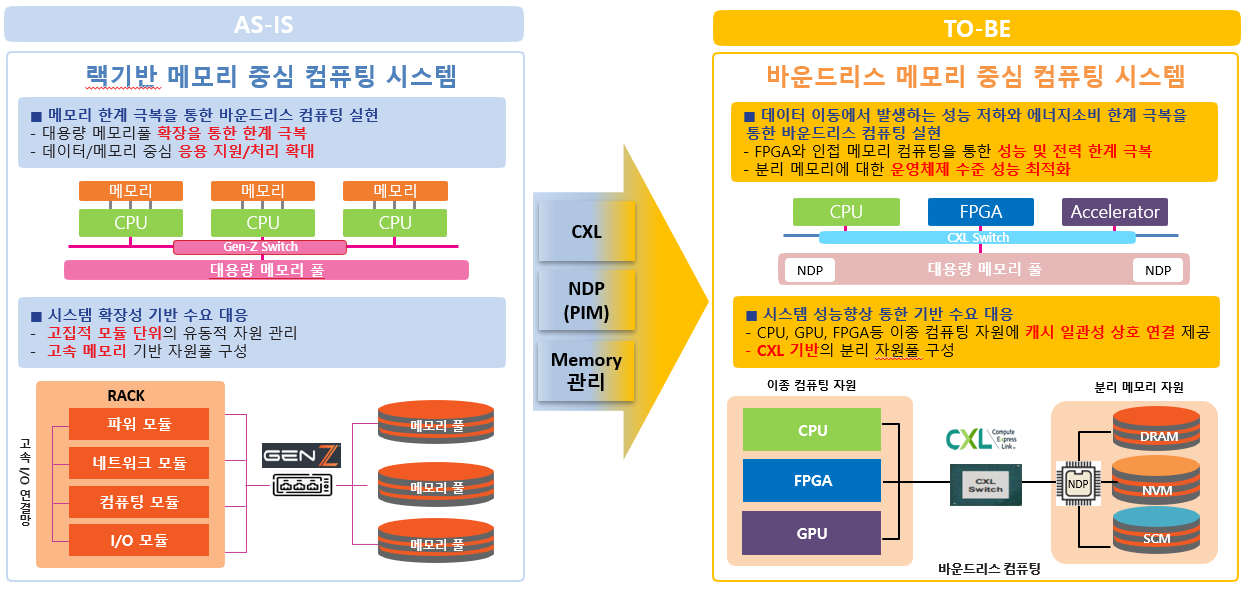 AS-IS
랙기반 메모리 중심 컴퓨팅 시스템
■ 메모리 한계 극복을 통한 바운드리스 컴퓨팅 실현
- 대용량 메모리풀 확장을 통한 한계 극복
- 데이터/메모리 중심 응용 지원/처리 확대
메모리 메모리 메모리
CPU CPU CPU
Gen-Z Switch
대용량 메모리 풀
■ 시스템 확장성 기반 수요 대응
- 고집적 모듈 단위의 유동적 자원 관리
- 고속 메모리 기반 자원풀 구성
RACK
고속 I/O 연결망
파워 모듈
네트워크 모듈
컴퓨팅 모듈
I/O 모듈
GENZ
메모리 풀
메모리 풀
메모리 풀
CXL
NDP
(PIM)
Memory
관리
TO-BE
바운드리스 메모리 중심 컴퓨팅 시스템
■ 데이터 이동에서 발생하는 성능 저하와 에너지소비 한계 극복을
통한 바운드리스 컴퓨팅 실현
- FPGA와 인접 메모리 컴퓨팅을 통한 성능 및 전력 한계 극복
- 분리 메모리에 대한 운영체제 수준 성능 최적화
CPU FPGA Accelerator
CXL Switch
NDP 대용량 메모리 풀 NDP
■ 시스템 성능향상 통한 기반 수요 대응
- CPU, GPU, FPGA등 이종 컴퓨팅 자원에 캐시 일관성 상호 연결 제공
- CXL 기반의 분리 자원풀 구성
이종 컴퓨팅 자원
CPU
FPGA
GPU
CXL Compute
Express
Link™
CXL
Switch
분리 메모리 자원
NDP
DRAM
NVM
SCM
바운드리스 컴퓨팅